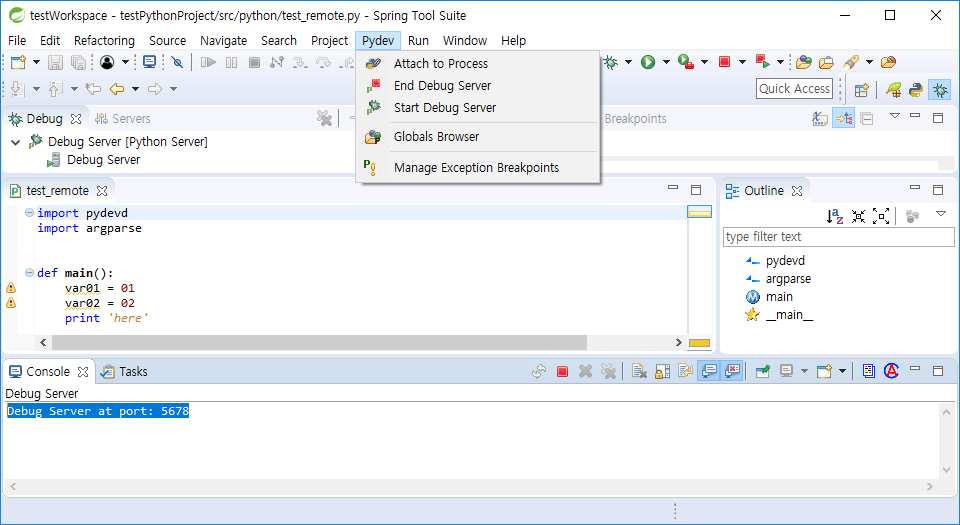 testWorkspace - testPythonProject/src/python/test_remote.py - Spring Tool Suite
File Edit Refactoring Source Navigate Search Project Pydev Run Window Help
Attach to Process
End Debug Server
Start Debug Server
Globals Browser
Manage Exception Breakpoints
Quick Access
Debug Servers Breakpoints
Debug Server [Python Server]
Debug Server
test_remote
import pydevd
import argparse
def main():
var01 = 01
var02 = 02
print 'here'
Outline
type filter text
pydevd
argparse
main
__main__
Console Tasks
Debug Server
Debug Server at port: 5678